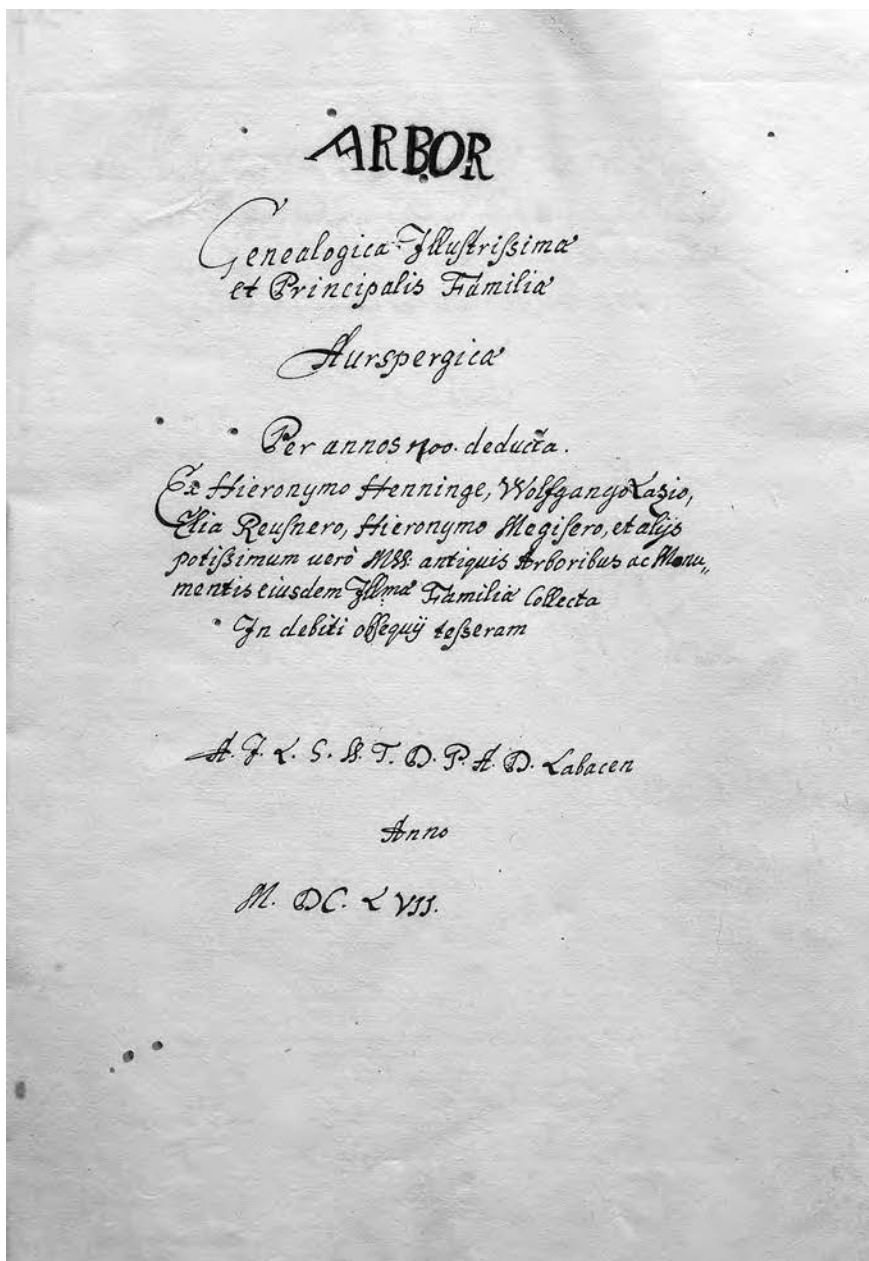 ARBOR
Genealogica Illustrissimæ
et Principalis Familiæ
Aurspergicæ
Per annos 700. deducta.
Ex Hieronymo Henninge, Wolfgango Lazio,
Elia Reusnero, Hieronymo Megisero, et alijs
potissimum uerò MSS. antiquis Arboribus ac Monu„
mentis eiusdem Illmæ Familiæ Collecta
In debiti obsequij tesseram
A. J. L. S. T. D. P. A. D. Labacen
Anno
M. DC. L VII.